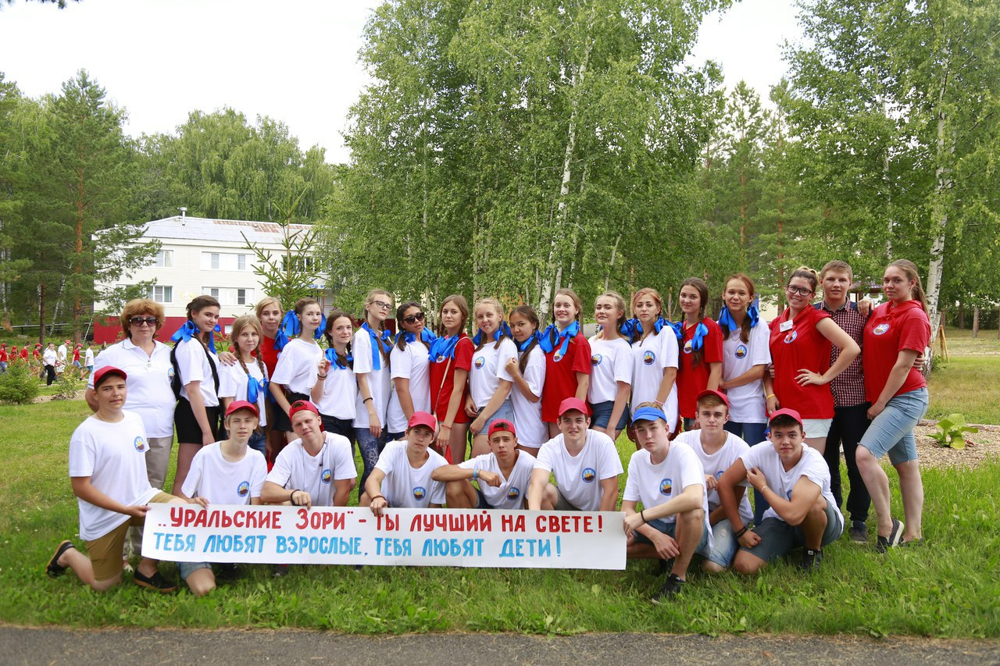 „Уральские Зори" - ты лучший на свете!
Тебя любят взрослые, тебя любят дети!